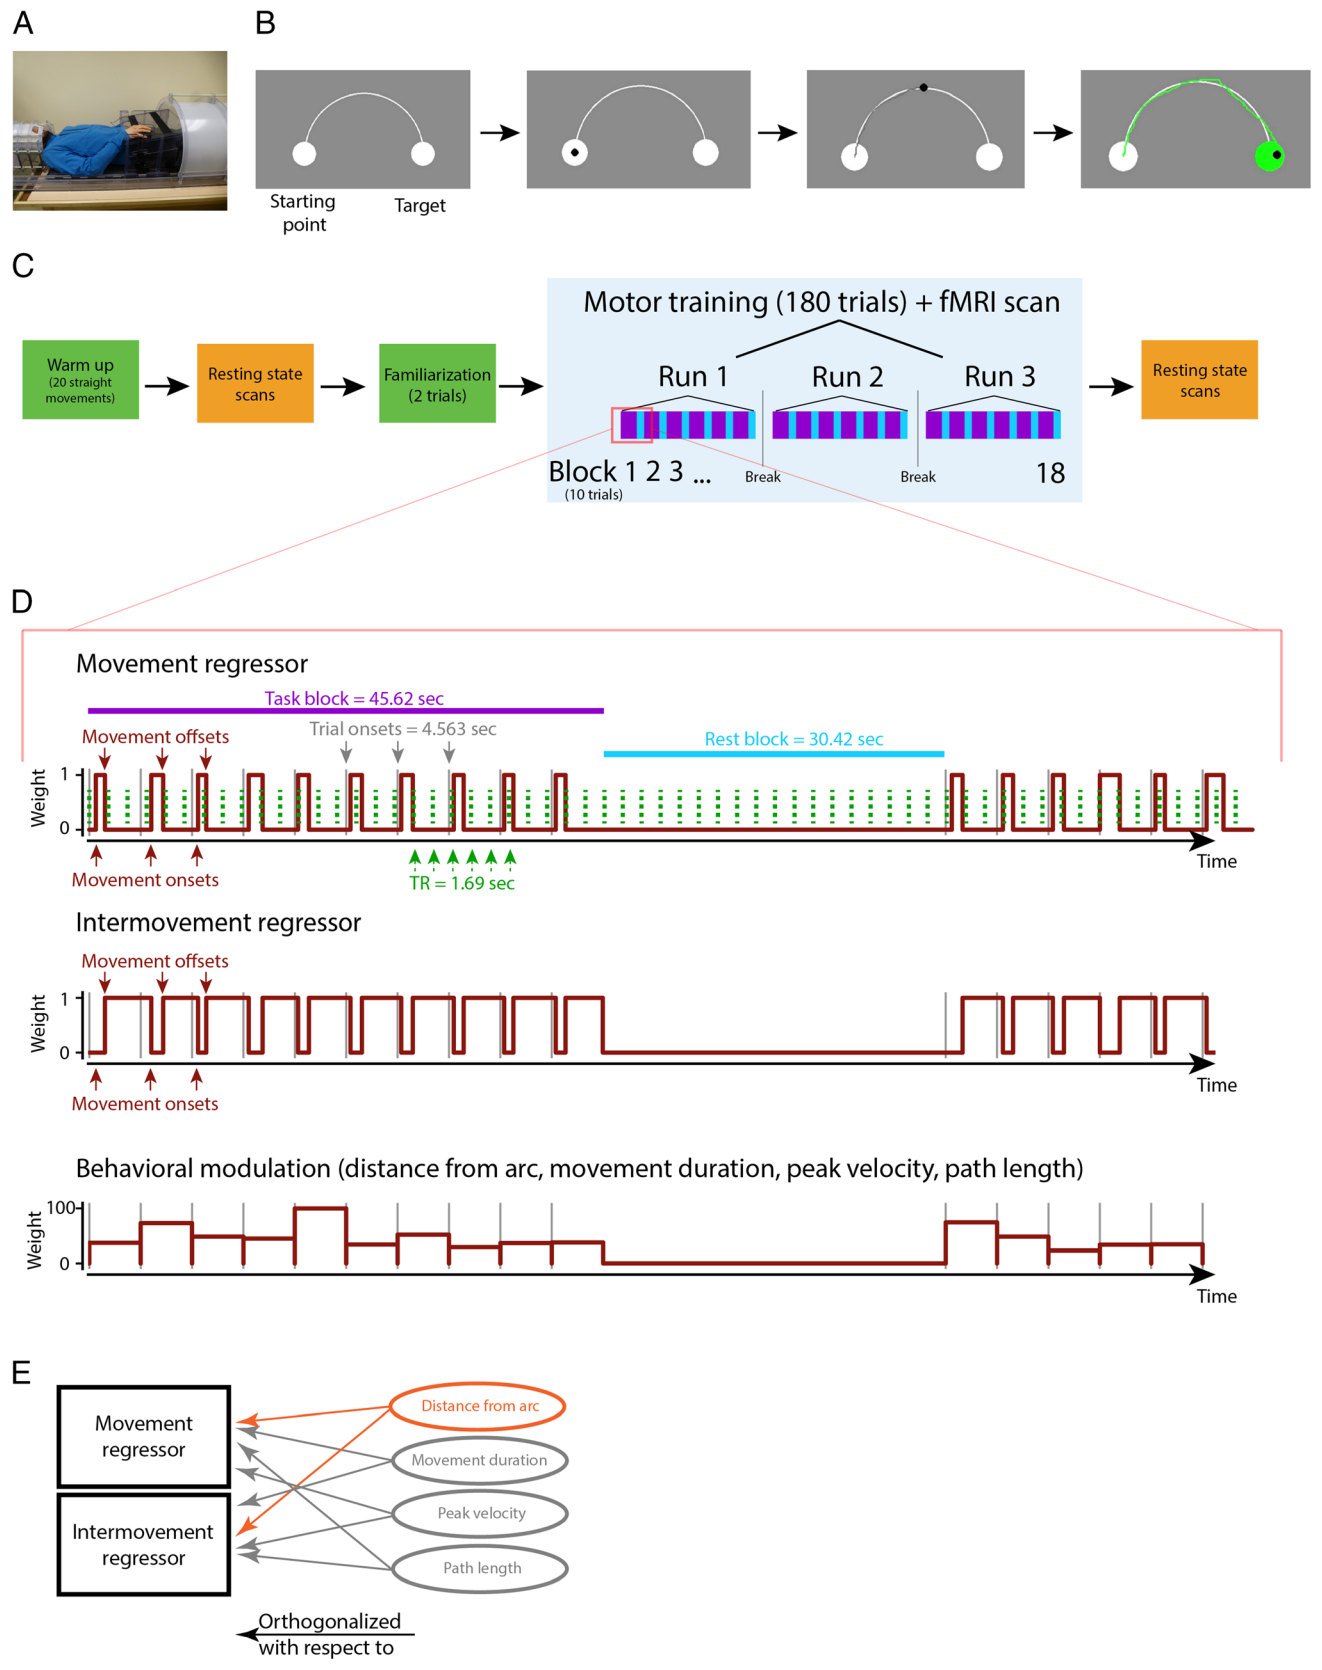 A
B
Starting
point
Target
C
Warm up
(20 straight
movements)
Resting state
scans
Familiarization
(2 trials)
Motor training (180 trials) + fMRI scan
Run 1
Run 2
Run 3
Block 1 2 3 ...
(10 trials)
Break
Break
18
Resting state
scans
D
Movement regressor
Task block = 45.62 sec
Trial onsets = 4.563 sec
Movement offsets
Rest block = 30.42 sec
Weight
1
0
Time
Movement onsets
TR = 1.69 sec
Intermovement regressor
Movement offsets
Weight
1
0
Time
Movement onsets
Behavioral modulation (distance from arc, movement duration, peak velocity, path length)
Weight
100
0
Time
E
Movement
regressor
Intermovement
regressor
Distance from arc
Movement duration
Peak velocity
Path length
Orthogonalized
with respect to